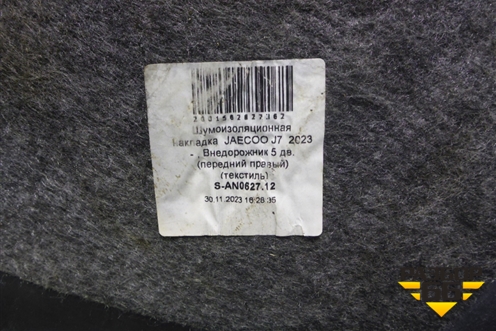 2001562627362
Шумоизоляционная
накладка JAECOO J7 2023
- , Внедорожник 5 дв.
(передний правый)
(текстиль)
S-AN0627.12
30.11.2023 16:28:35